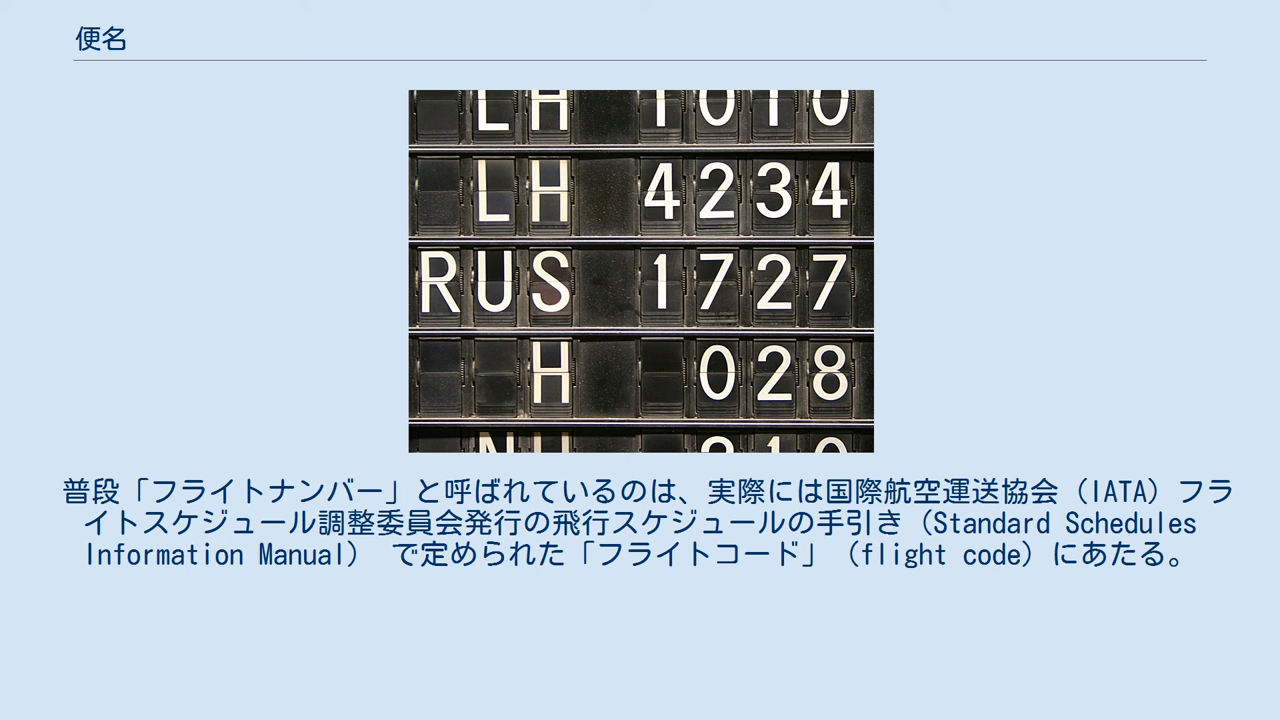 便名
LH 1010
LH 4234
RUS 1727
H 028
普段「フライトナンバー」と呼ばれているのは、実際には国際航空運送協会（IATA）フラ
イトスケジュール調整委員会発行の飛行スケジュールの手引き（Standard Schedules
Information Manual） で定められた「フライトコード」（flight code）にあたる。